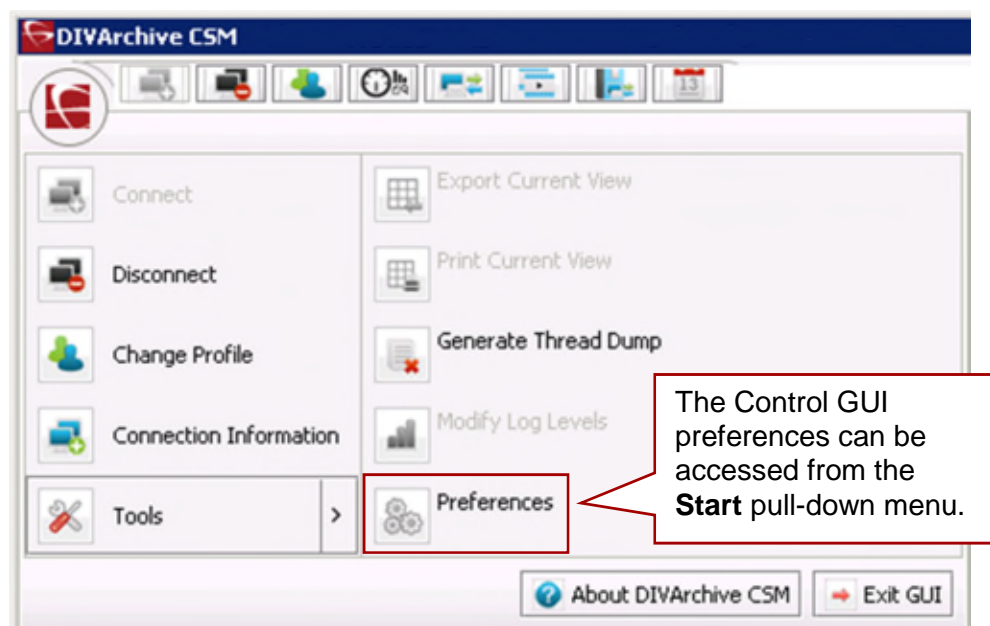 DIVArchive CSM
13
Connect
Disconnect
Change Profile
Connection Information
Tools
>
Export Current View
Print Current View
Generate Thread Dump
Modify Log Levels
Preferences
The Control GUI
preferences can be
accessed from the
Start pull-down menu.
About DIVArchive CSM
Exit GUI